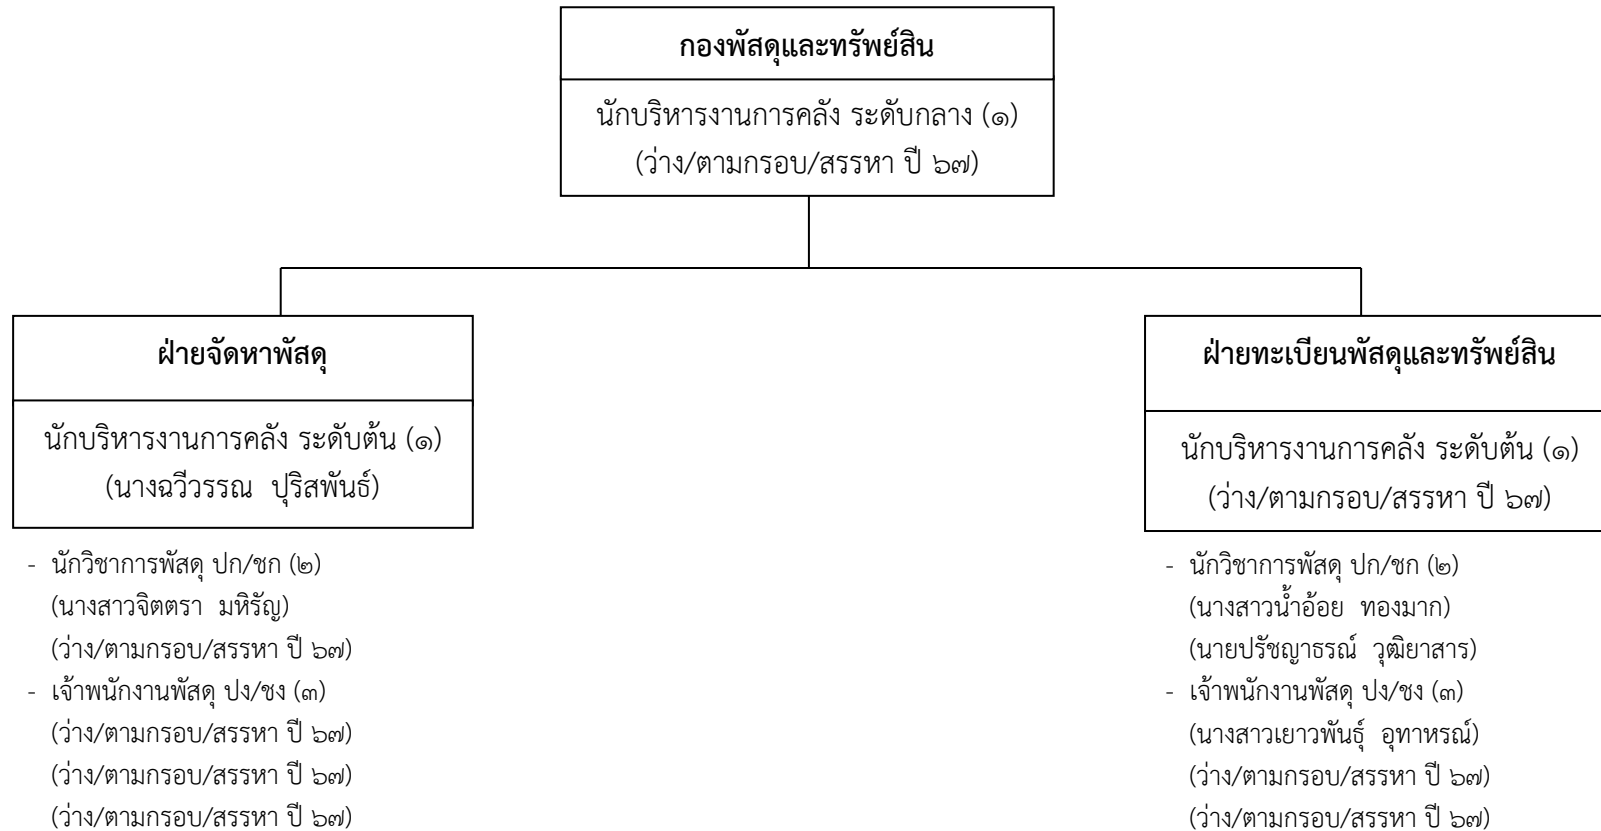 กองพัสดุและทรัพย์สิน
นักบริหารงานการคลัง ระดับกลาง (๑)
(ว่าง/ตามกรอบ/สรรหา ปี ๖๗)
ฝ่ายจัดหาพัสดุ
นักบริหารงานการคลัง ระดับต้น (๑)
(นางฉวีวรรณ ปุริสพันธ์)
- นักวิชาการพัสดุ ปก/ชก (๒)
(นางสาวจิตตรา มหิรัญ)
(ว่าง/ตามกรอบ/สรรหา ปี ๖๗)
- เจ้าพนักงานพัสดุ ปง/ชง (๓)
(ว่าง/ตามกรอบ/สรรหา ปี ๖๗)
(ว่าง/ตามกรอบ/สรรหา ปี ๖๗)
(ว่าง/ตามกรอบ/สรรหา ปี ๖๗)
ฝ่ายทะเบียนพัสดุและทรัพย์สิน
นักบริหารงานการคลัง ระดับต้น (๑)
(ว่าง/ตามกรอบ/สรรหา ปี ๖๗)
- นักวิชาการพัสดุ ปก/ชก (๒)
(นางสาวน้ำอ้อย ทองมาก)
(นายปรัชญาธรณ์ วุฒิยาสาร)
- เจ้าพนักงานพัสดุ ปง/ชง (๓)
(นางสาวเยาวพันธุ์ อุทาหรณ์)
(ว่าง/ตามกรอบ/สรรหา ปี ๖๗)
(ว่าง/ตามกรอบ/สรรหา ปี ๖๗)